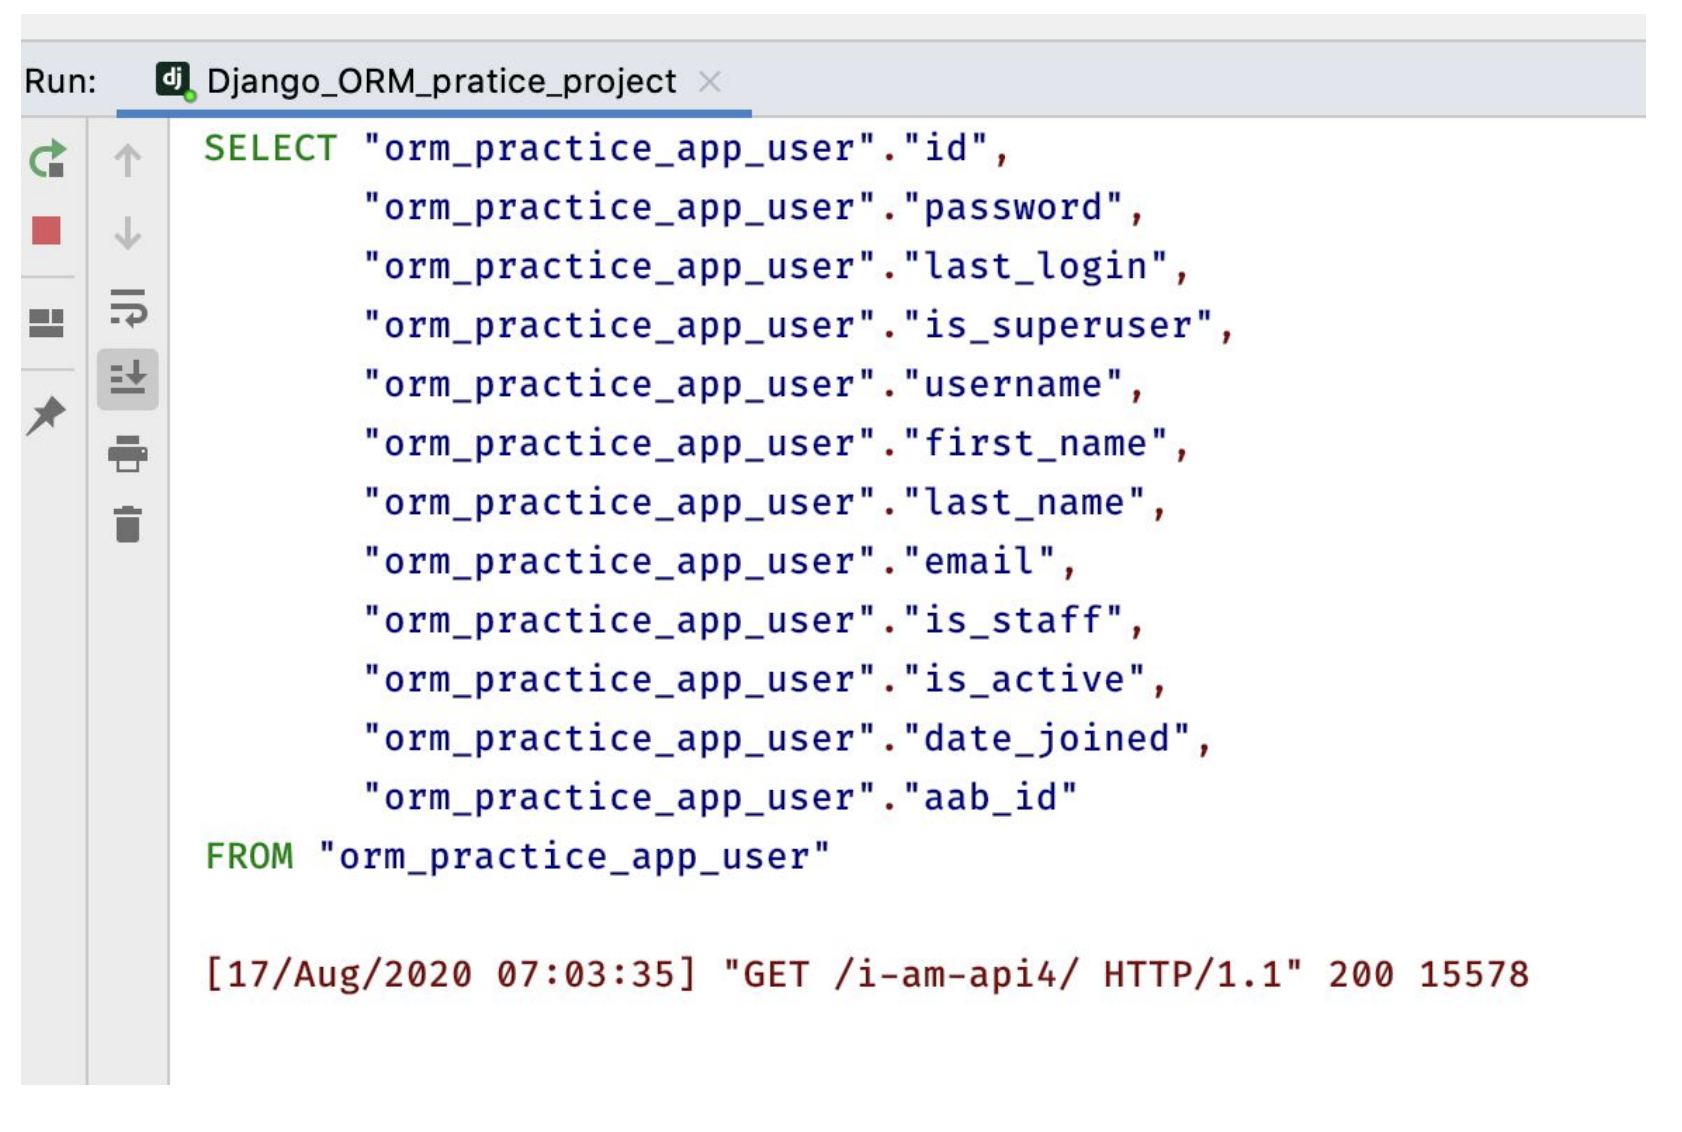 Run: dj Django_ORM_pratice_project
SELECT "orm_practice_app_user"."id",
"orm_practice_app_user"."password",
"orm_practice_app_user"."last_login",
"orm_practice_app_user"."is_superuser",
"orm_practice_app_user"."username",
"orm_practice_app_user"."first_name",
"orm_practice_app_user"."last_name",
"orm_practice_app_user"."email",
"orm_practice_app_user"."is_staff",
"orm_practice_app_user"."is_active",
"orm_practice_app_user"."date_joined",
"orm_practice_app_user"."aab_id"
FROM "orm_practice_app_user"
[17/Aug/2020 07:03:35] "GET /i-am-api4/ HTTP/1.1" 200 15578